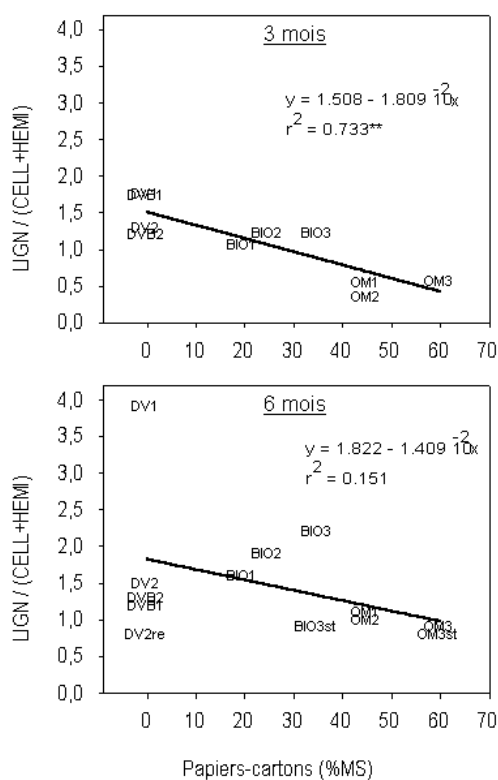 4,0
3 mois
3,5
3,0
y = 1.508 - 1.809 10-2x
r2 = 0.733**
2,5
2,0
LIGN / (CELL+HEMI)
DVB1
1,5
DV2
DVB2
BIO2
BIO3
1,0
BIO1
0,5
OM1
OM3
OM2
0,0
0 10 20 30 40 50 60 70
4,0
DV1
6 mois
3,5
y = 1.822 - 1.409 10-2x
r2 = 0.151
3,0
2,5
BIO3
2,0
BIO2
LIGN / (CELL+HEMI)
1,5
BIO1
DV2
DVB2
DVB1
1,0
OM1
OM2
DV2re
BIO3st
OM3
OM3st
0,5
0,0
0 10 20 30 40 50 60 70
Papiers-cartons (%MS)